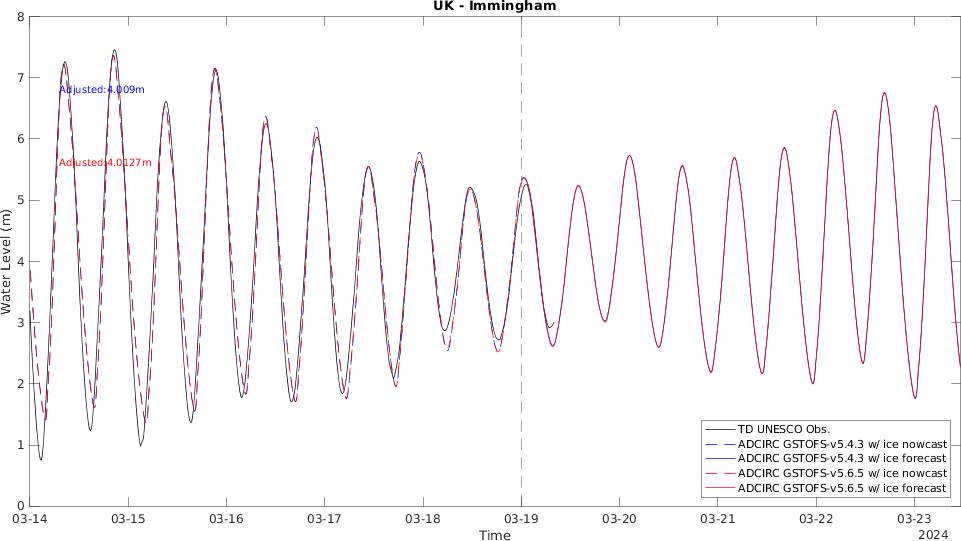 UK - Immingham
8
7
6
5
4
3
2
1
0
Water Level (m)
Adjusted:4.009m
Adjusted:4.0127m
TD UNESCO Obs.
ADCIRC GSTOFS-v5.4.3 w/ ice nowcast
ADCIRC GSTOFS-v5.4.3 w/ ice forecast
ADCIRC GSTOFS-v5.6.5 w/ ice nowcast
ADCIRC GSTOFS-v5.6.5 w/ ice forecast
03-14 03-15 03-16 03-17 03-18 03-19 03-20 03-21 03-22 03-23
Time
2024